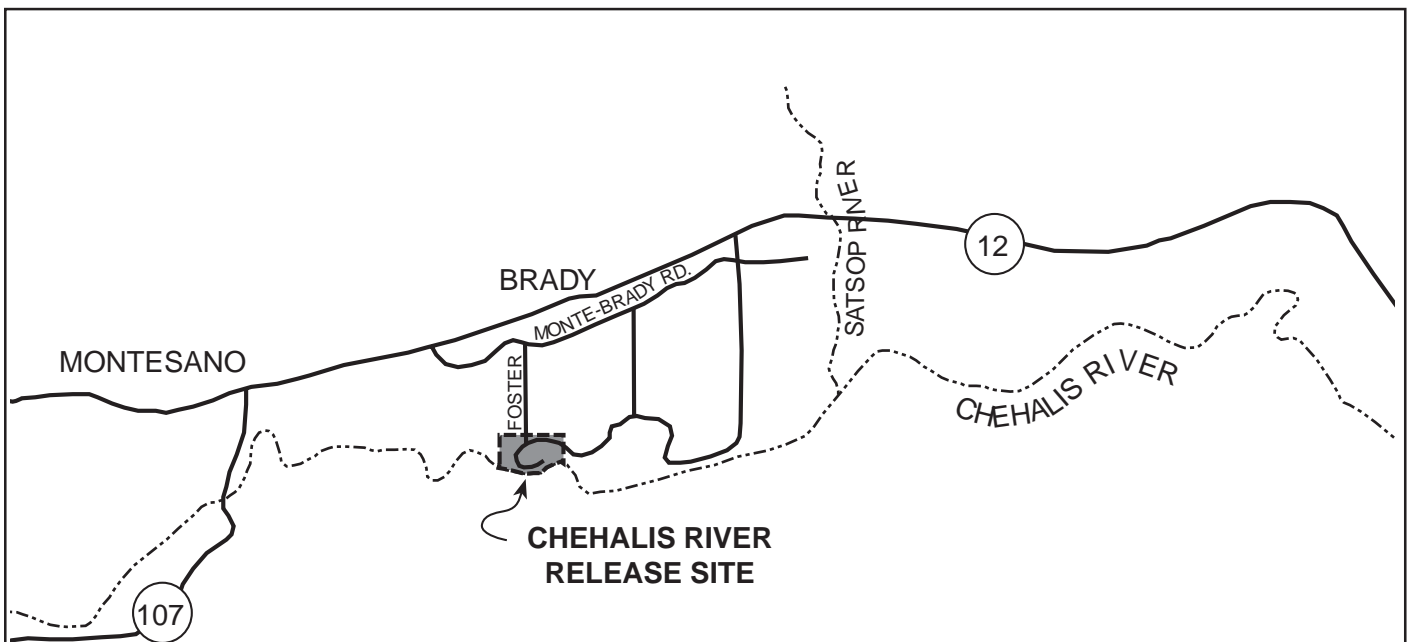 SATSOP RIVER
12
BRADY
MONTE-BRADY RD.
MONTESANO
FOSTER
CHEHALIS RIVER
CHEHALIS RIVER
RELEASE SITE
107